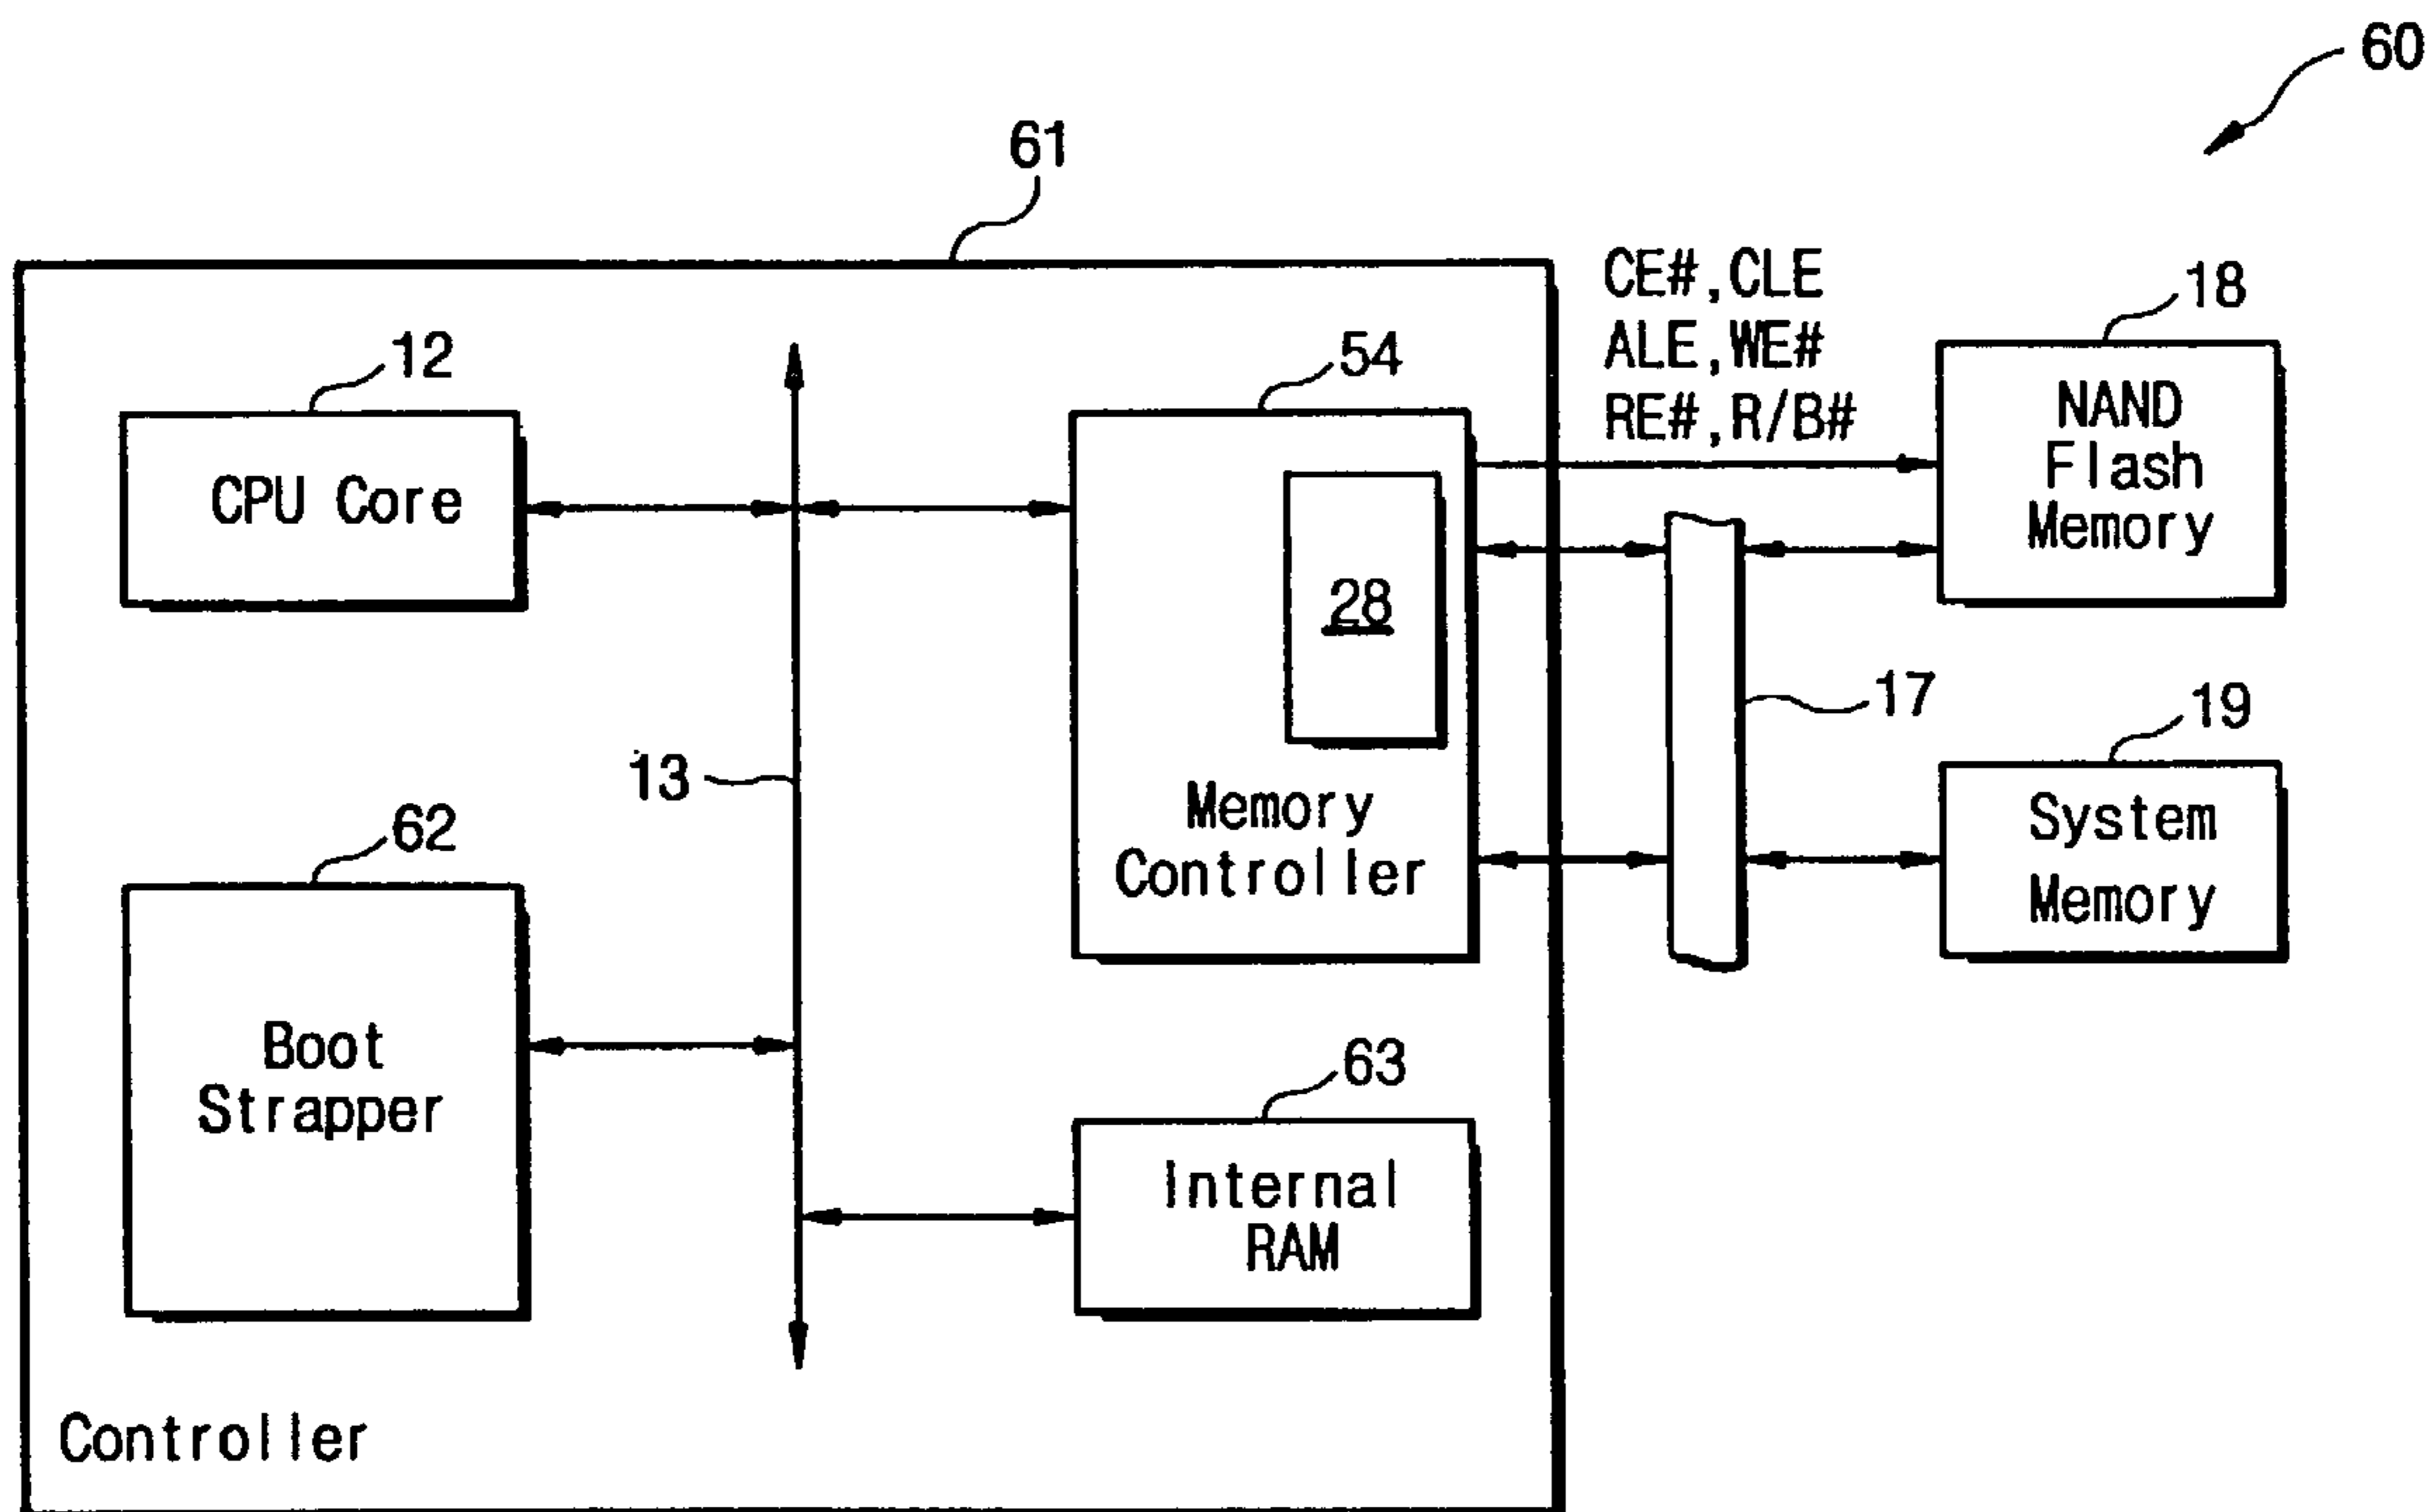 60
61
CE#,CLE
ALE,WE#
RE#,R/B#
18
NAND
Flash
Memory
12
CPU Core
54
28
Memory
Controller
17
19
System
Memory
13
62
Boot
Strapper
63
Internal
RAM
Controller